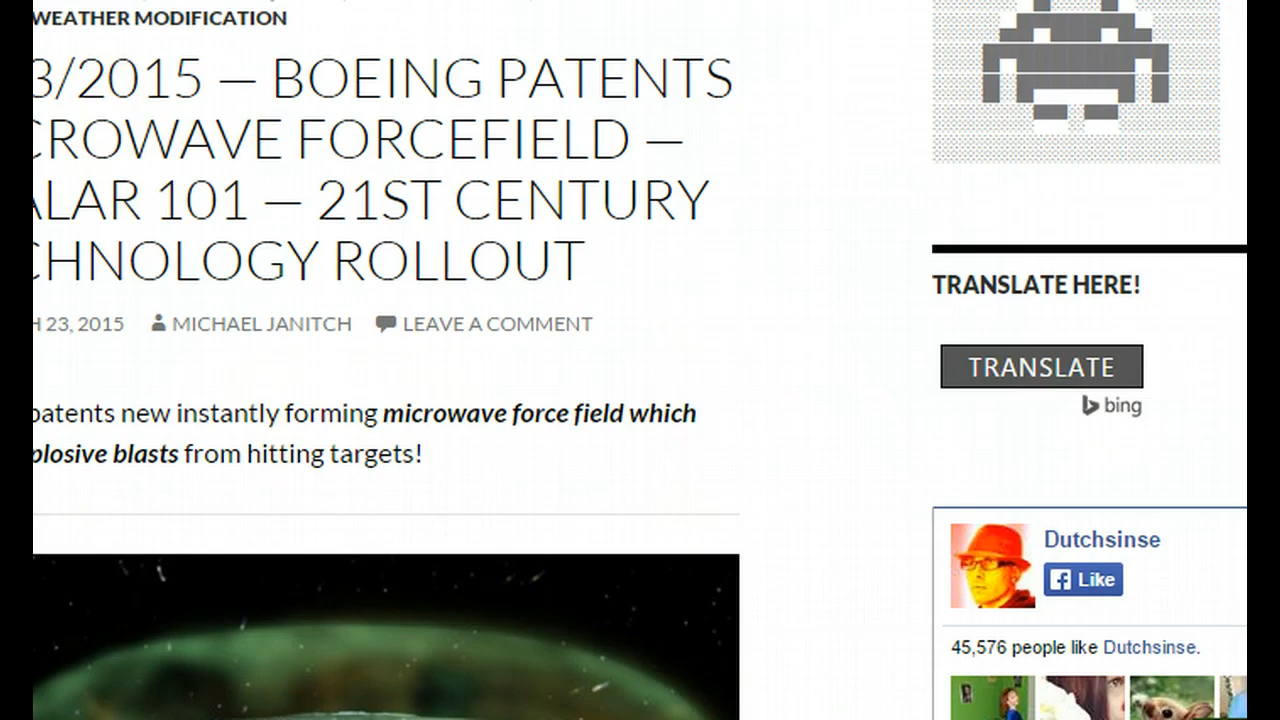 WEATHER MODIFICATION
3/2015 — BOEING PATENTS
CROWAVE FORCEFIELD —
ALAR 101 — 21ST CENTURY
CHNOLOGY ROLLOUT
H 23, 2015 MICHAEL JANITCH LEAVE A COMMENT
patents new instantly forming microwave force field which
plosive blasts from hitting targets!
TRANSLATE HERE!
TRANSLATE
bing
Dutchsinse
Like
45,576 people like Dutchsinse.